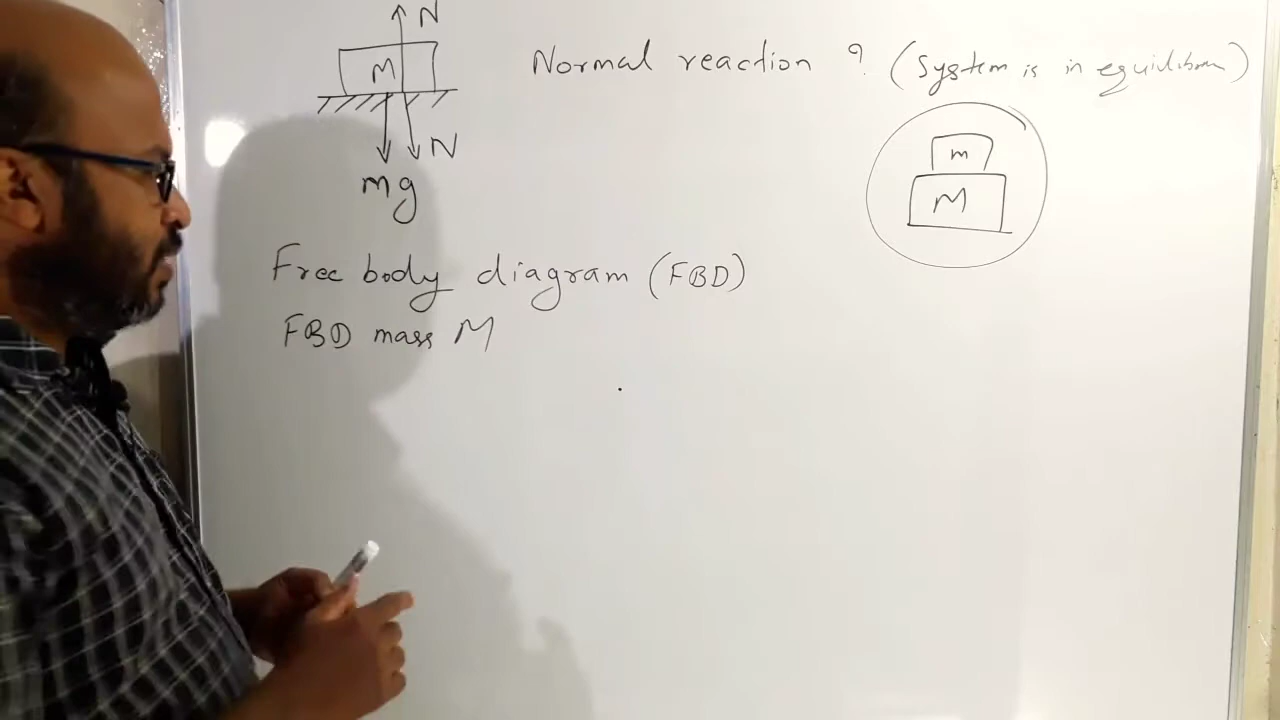 N
M
N
Mg
Normal reaction ? (System is in equilibrium)
m
M
Free body diagram (FBD)
FBD mass M